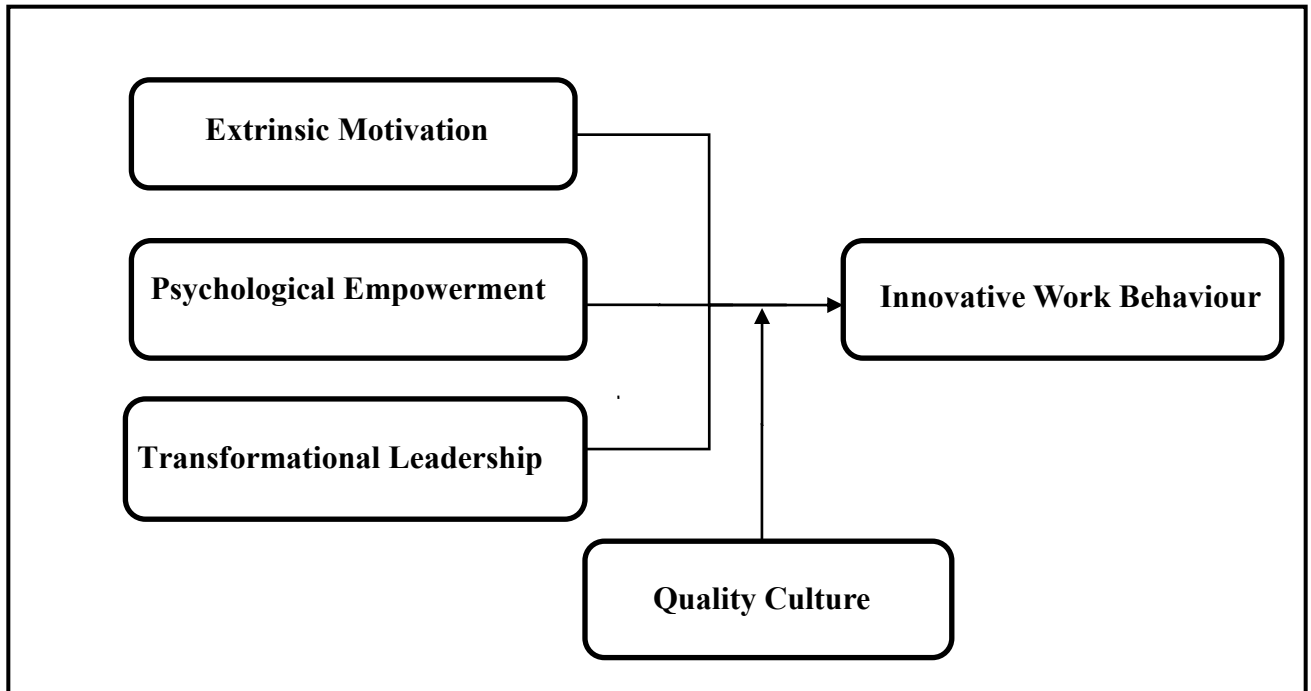 Extrinsic Motivation
Psychological Empowerment
Innovative Work Behaviour
Transformational Leadership
Quality Culture